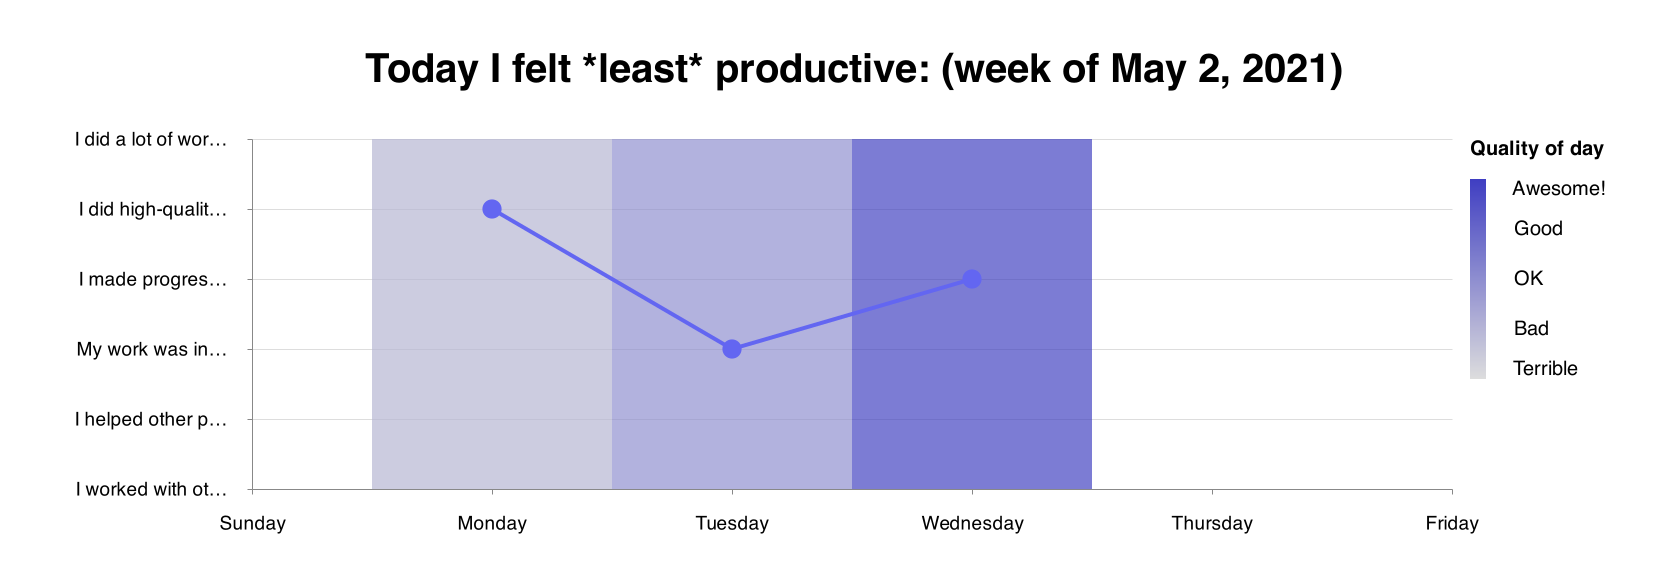 Today I felt *least* productive: (week of May 2, 2021)
I did a lot of wor…
I did high-qualit…
I made progres…
My work was in…
I helped other p…
I worked with ot…
Sunday
Monday
Tuesday
Wednesday
Thursday
Friday
Quality of day
Awesome!
Good
OK
Bad
Terrible